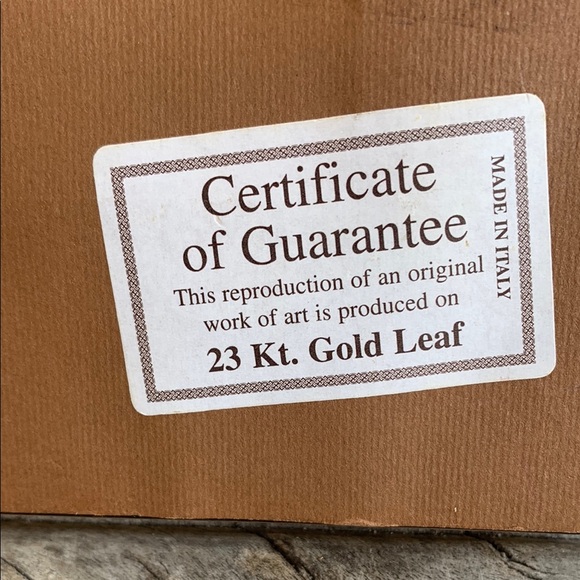 Certificate
of Guarantee
This reproduction of an original
work of art is produced on
23 Kt. Gold Leaf
MADE IN ITALY